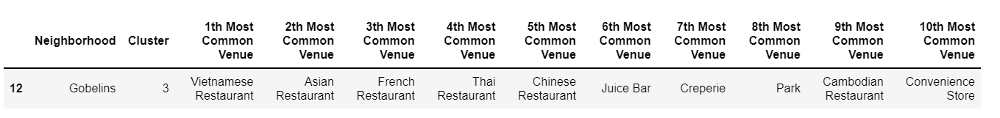 Neighborhood Cluster 1th Most Common Venue 2th Most Common Venue 3th Most Common Venue 4th Most Common Venue 5th Most Common Venue 6th Most Common Venue 7th Most Common Venue 8th Most Common Venue 9th Most Common Venue 10th Most Common Venue
12 Gobelins 3 Vietnamese Restaurant Asian Restaurant French Restaurant Thai Restaurant Chinese Restaurant Juice Bar Creperie Park Cambodian Restaurant Convenience Store